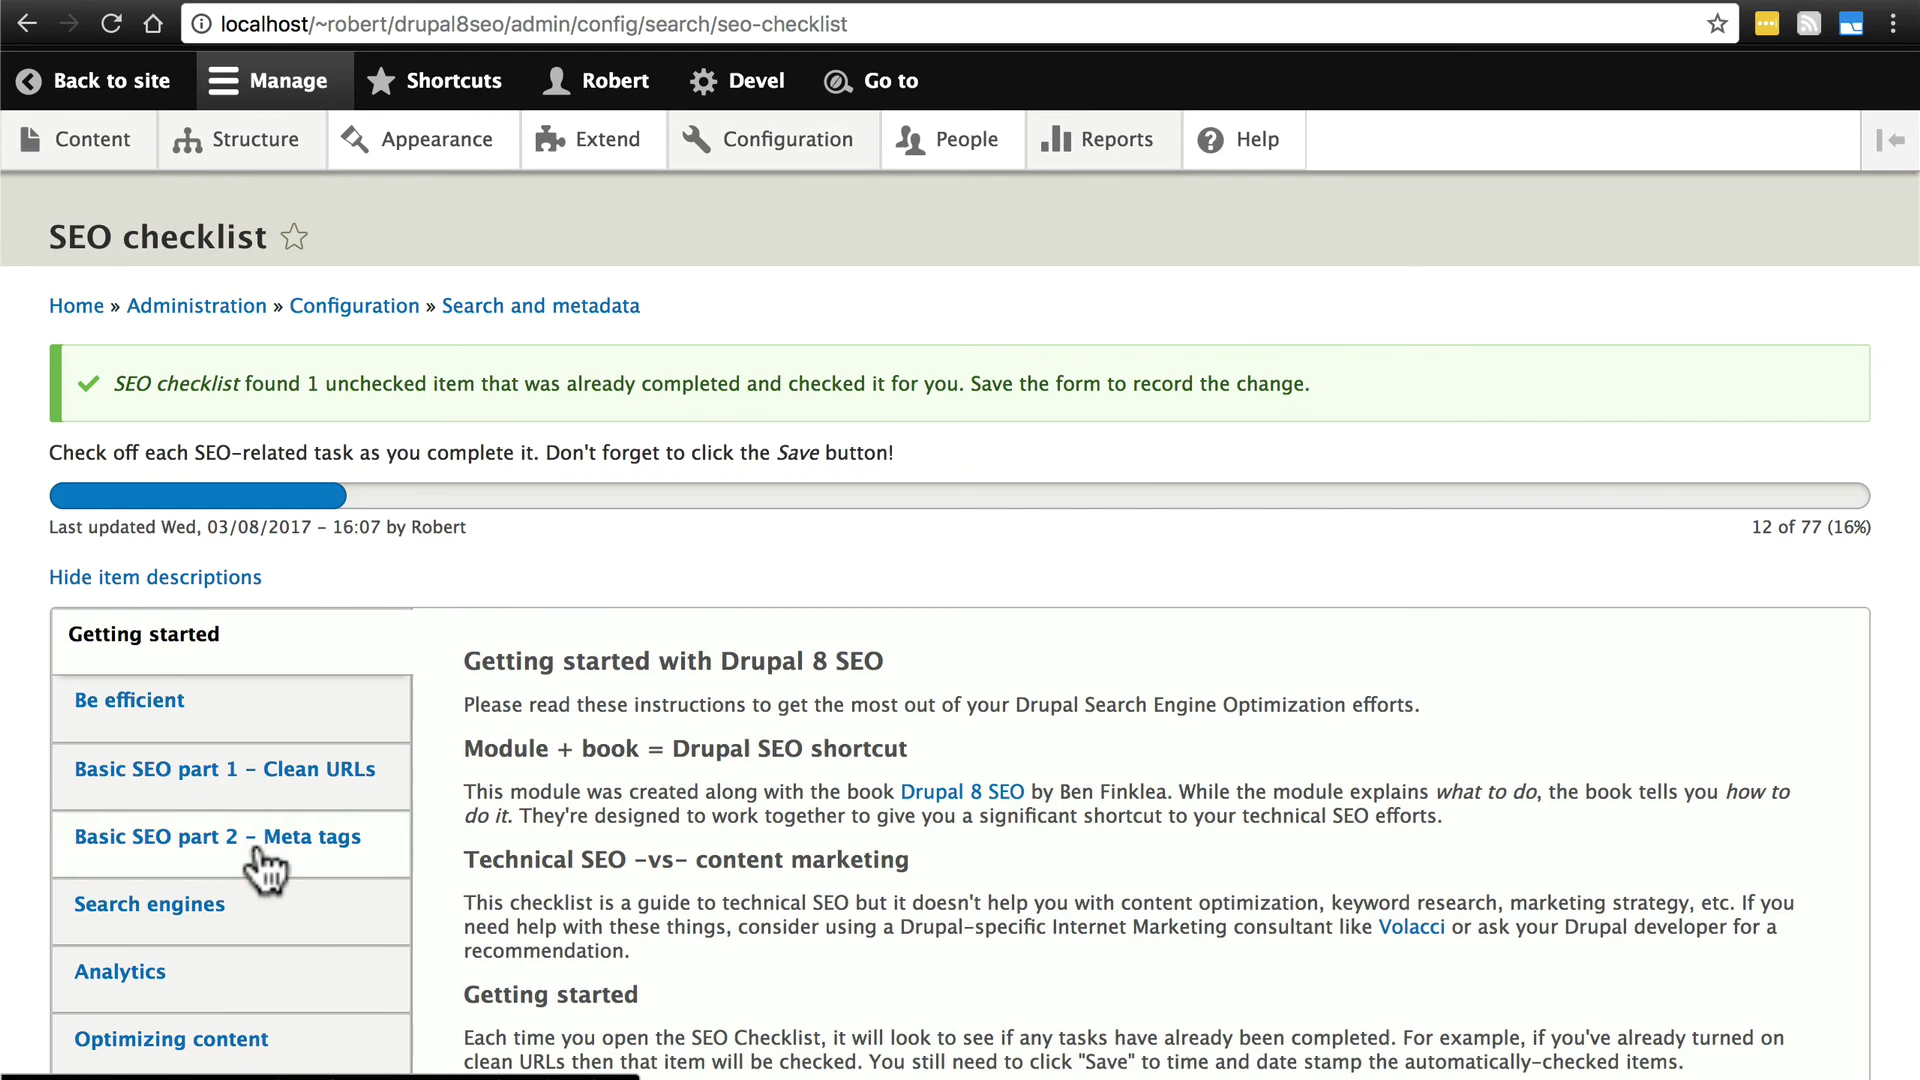 localhost/~robert/drupal8seo/admin/config/search/seo-checklist
Back to site Manage Shortcuts Robert Devel Go to
Content Structure Appearance Extend Configuration People Reports Help
SEO checklist
Home » Administration » Configuration » Search and metadata
SEO checklist found 1 unchecked item that was already completed and checked it for you. Save the form to record the change.
Check off each SEO-related task as you complete it. Don't forget to click the Save button!
Last updated Wed, 03/08/2017 - 16:07 by Robert
12 of 77 (16%)
Hide item descriptions
Getting started
Be efficient
Basic SEO part 1 - Clean URLs
Basic SEO part 2 - Meta tags
Search engines
Analytics
Optimizing content
Getting started with Drupal 8 SEO
Please read these instructions to get the most out of your Drupal Search Engine Optimization efforts.
Module + book = Drupal SEO shortcut
This module was created along with the book Drupal 8 SEO by Ben Finklea. While the module explains what to do, the book tells you how to
do it. They're designed to work together to give you a significant shortcut to your technical SEO efforts.
Technical SEO -vs- content marketing
This checklist is a guide to technical SEO but it doesn't help you with content optimization, keyword research, marketing strategy, etc. If you
need help with these things, consider using a Drupal-specific Internet Marketing consultant like Volacci or ask your Drupal developer for a
recommendation.
Getting started
Each time you open the SEO Checklist, it will look to see if any tasks have already been completed. For example, if you've already turned on
clean URLs then that item will be checked. You still need to click "Save" to time and date stamp the automatically-checked items.